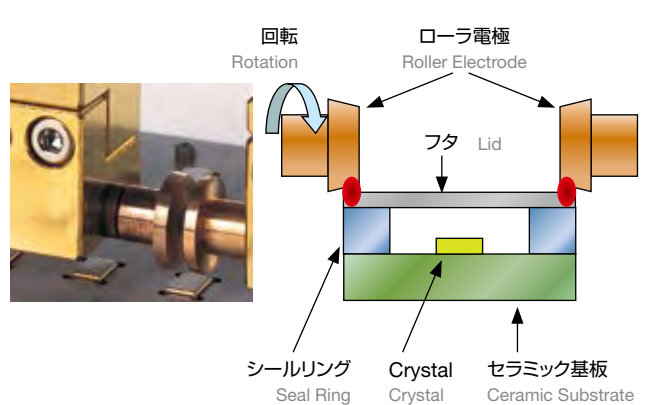 回転
Rotation
ローラ電極
Roller Electrode
フタ Lid
シールリング
Seal Ring
Crystal
Crystal
セラミック基板
Ceramic Substrate